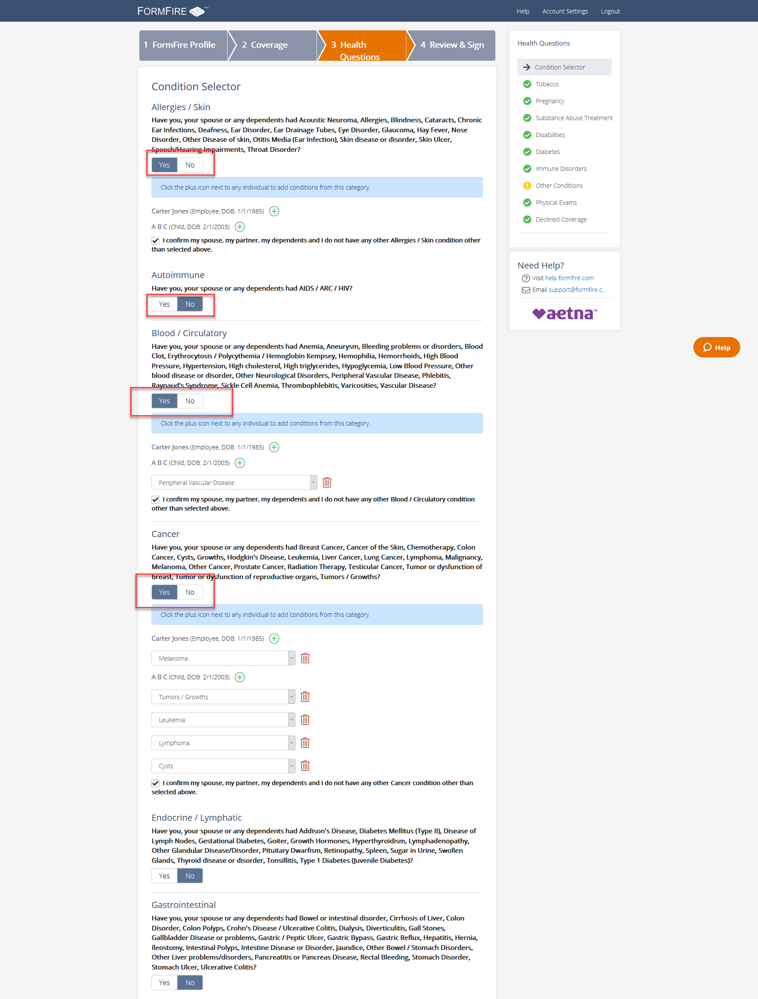 FORMFIRE ™
Help
Account Settings
Logout
1 FormFire Profile
2 Coverage
3 Health
Questions
4 Review & Sign
Condition Selector
Allergies / Skin
Have you, your spouse or any dependents had Acoustic Neuroma, Allergies, Blindness, Cataracts, Chronic
Ear Infections, Deafness, Ear Disorder, Ear Drainage Tubes, Eye Disorder, Glaucoma, Hay Fever, Nose
Disorder, Other Disease of skin, Otitis Media (Ear Infection), Skin disease or disorder, Skin Ulcer,
Speech/Hearing Impairments, Throat Disorder?
Yes No
Click the plus icon next to any individual to add conditions from this category.
Carter Jones (Employee, DOB: 1/1/1985)
A B C (Child, DOB: 2/1/2003)
I confirm my spouse, my partner, my dependents and I do not have any other Allergies / Skin condition other
than selected above.
Autoimmune
Have you, your spouse or any dependents had AIDS / ARC / HIV?
Yes No
Blood / Circulatory
Have you, your spouse or any dependents had Anemia, Aneurysm, Bleeding problems or disorders, Blood
Clot, Erythrocytosis / Polycythemia / Hemoglobin Kempsey, Hemophilia, Hemorrhoids, High Blood
Pressure, Hypertension, High cholesterol, High triglycerides, Hypoglycemia, Low Blood Pressure, Other
blood disease or disorder, Other Neurological Disorders, Peripheral Vascular Disease, Phlebitis,
Raynaud's Syndrome, Sickle Cell Anemia, Thrombophlebitis, Varicosities, Vascular Disease?
Yes No
Click the plus icon next to any individual to add conditions from this category.
Carter Jones (Employee, DOB: 1/1/1985)
A B C (Child, DOB: 2/1/2003)
Peripheral Vascular Disease
I confirm my spouse, my partner, my dependents and I do not have any other Blood / Circulatory condition
other than selected above.
Cancer
Have you, your spouse or any dependents had Breast Cancer, Cancer of the Skin, Chemotherapy, Colon
Cancer, Cysts, Growths, Hodgkin's Disease, Leukemia, Liver Cancer, Lung Cancer, Lymphoma, Malignancy,
Melanoma, Other Cancer, Prostate Cancer, Radiation Therapy, Testicular Cancer, Tumor or dysfunction of
breast, Tumor or dysfunction of reproductive organs, Tumors / Growths?
Yes No
Click the plus icon next to any individual to add conditions from this category.
Carter Jones (Employee, DOB: 1/1/1985)
Melanoma
A B C (Child, DOB: 2/1/2003)
Tumors / Growths
Leukemia
Lymphoma
Cysts
I confirm my spouse, my partner, my dependents and I do not have any other Cancer condition other than
selected above.
Endocrine / Lymphatic
Have you, your spouse or any dependents had Addison's Disease, Diabetes Mellitus (Type II), Disease of
Lymph Nodes, Gestational Diabetes, Goiter, Growth Hormones, Hyperthyroidism, Lymphadenopathy,
Other Glandular Disease/Disorder, Pituitary Dwarfism, Retinopathy, Spleen, Sugar in Urine, Swollen
Glands, Thyroid disease or disorder, Tonsillitis, Type 1 Diabetes (Juvenile Diabetes)?
Yes No
Gastrointestinal
Have you, your spouse or any dependents had Bowel or intestinal disorder, Cirrhosis of Liver, Colon
Disorder, Colon Polyps, Crohn's Disease / Ulcerative Colitis, Dialysis, Diverticulitis, Gall Stones,
Gallbladder Disease or problems, Gastric / Peptic Ulcer, Gastric Bypass, Gastric Reflux, Hepatitis, Hernia,
Ileostomy, Intestinal Polyps, Intestine Disease or Disorder, Jaundice, Other Bowel / Stomach Disorders,
Other Liver problems/disorders, Pancreatitis or Pancreas Disease, Rectal Bleeding, Stomach Disorder,
Stomach Ulcer, Ulcerative Colitis?
Yes No
Health Questions
Condition Selector
Tobacco
Pregnancy
Substance Abuse Treatment
Disabilities
Diabetes
Immune Disorders
Other Conditions
Physical Exams
Declined Coverage
Need Help?
Visit help.formfire.com
Email support@formfire.c...
aetna™
Help